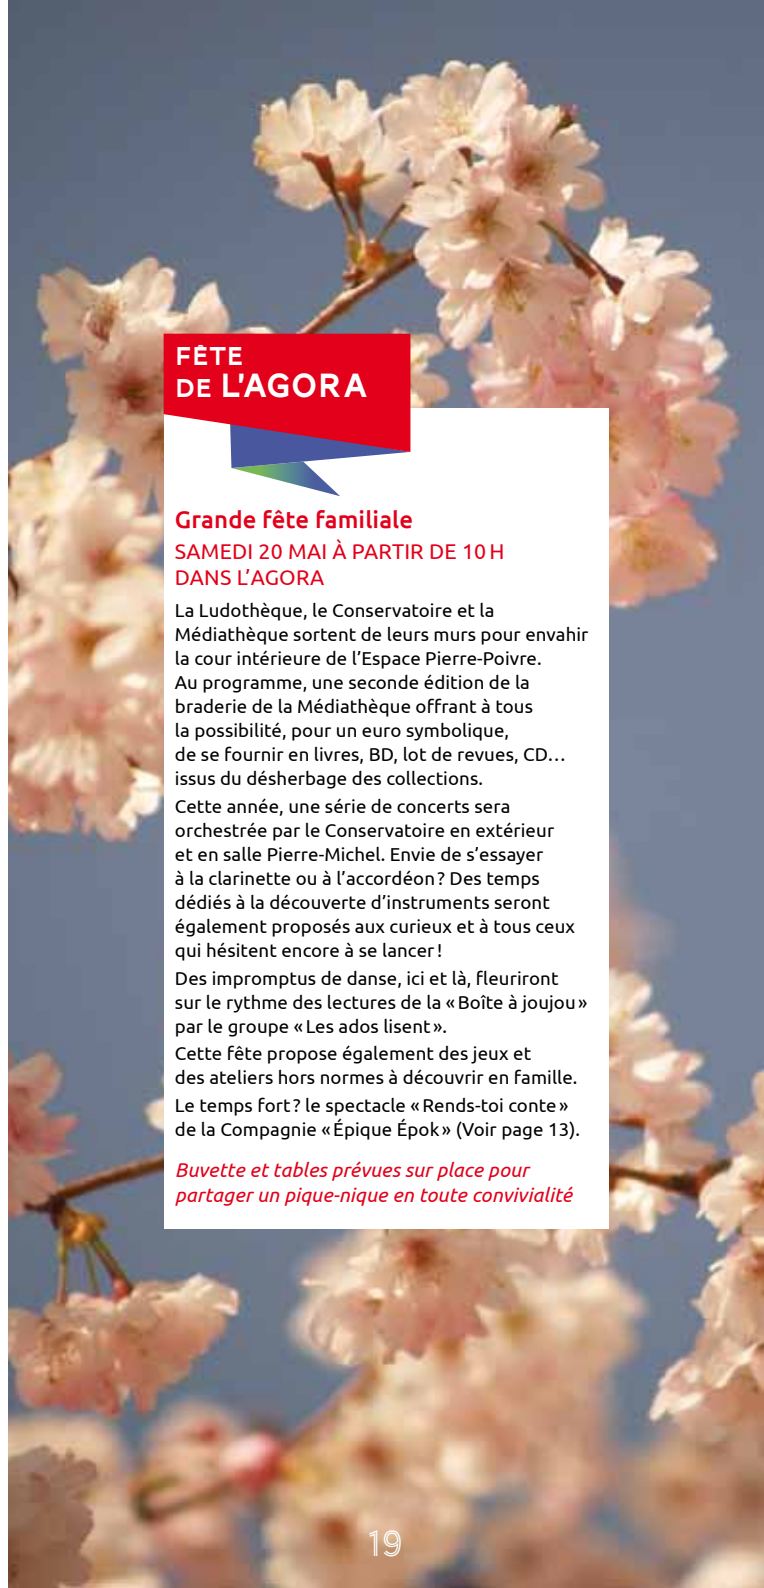 FÊTE
DE L'AGORA
Grande fête familiale
SAMEDI 20 MAI À PARTIR DE 10 H
DANS L'AGORA
La Ludothèque, le Conservatoire et la
Médiathèque sortent de leurs murs pour envahir
la cour intérieure de l'Espace Pierre-Poivre.
Au programme, une seconde édition de la
braderie de la Médiathèque offrant à tous
la possibilité, pour un euro symbolique,
de se fournir en livres, BD, lot de revues, CD…
issus du désherbage des collections.
Cette année, une série de concerts sera
orchestrée par le Conservatoire en extérieur
et en salle Pierre-Michel. Envie de s'essayer
à la clarinette ou à l'accordéon ? Des temps
dédiés à la découverte d'instruments seront
également proposés aux curieux et à tous ceux
qui hésitent encore à se lancer !
Des impromptus de danse, ici et là, fleuriront
sur le rythme des lectures de la « Boîte à joujou »
par le groupe « Les ados lisent ».
Cette fête propose également des jeux et
des ateliers hors normes à découvrir en famille.
Le temps fort ? le spectacle « Rends-toi conte »
de la Compagnie « Épique Épok » (Voir page 13).
Buvette et tables prévues sur place pour
partager un pique-nique en toute convivialité
19